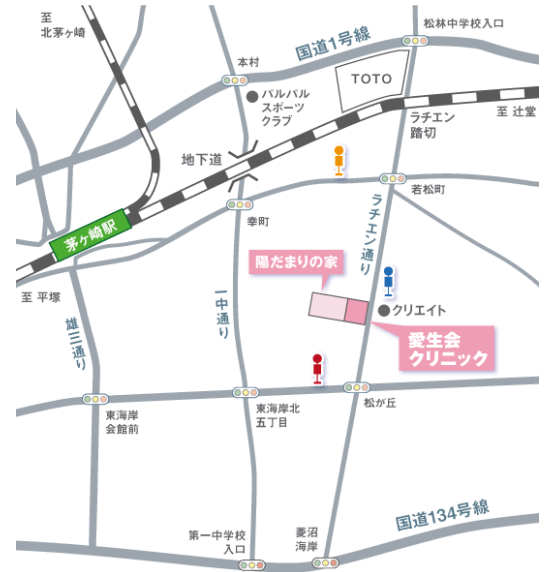 至
北茅ヶ崎
国道1号線
松林中学校入口
本村
パルバル
スポーツ
クラブ
TOTO
ラチエン
踏切
至 辻堂
地下道
若松町
茅ヶ崎駅
幸町
ラチエン通り
陽だまりの家
至 平塚
一中通り
クリエイト
雄三通り
愛生会
クリニック
東海岸
会館前
東海岸北
五丁目
松が丘
国道134号線
第一中学校
入口
菱沼
海岸